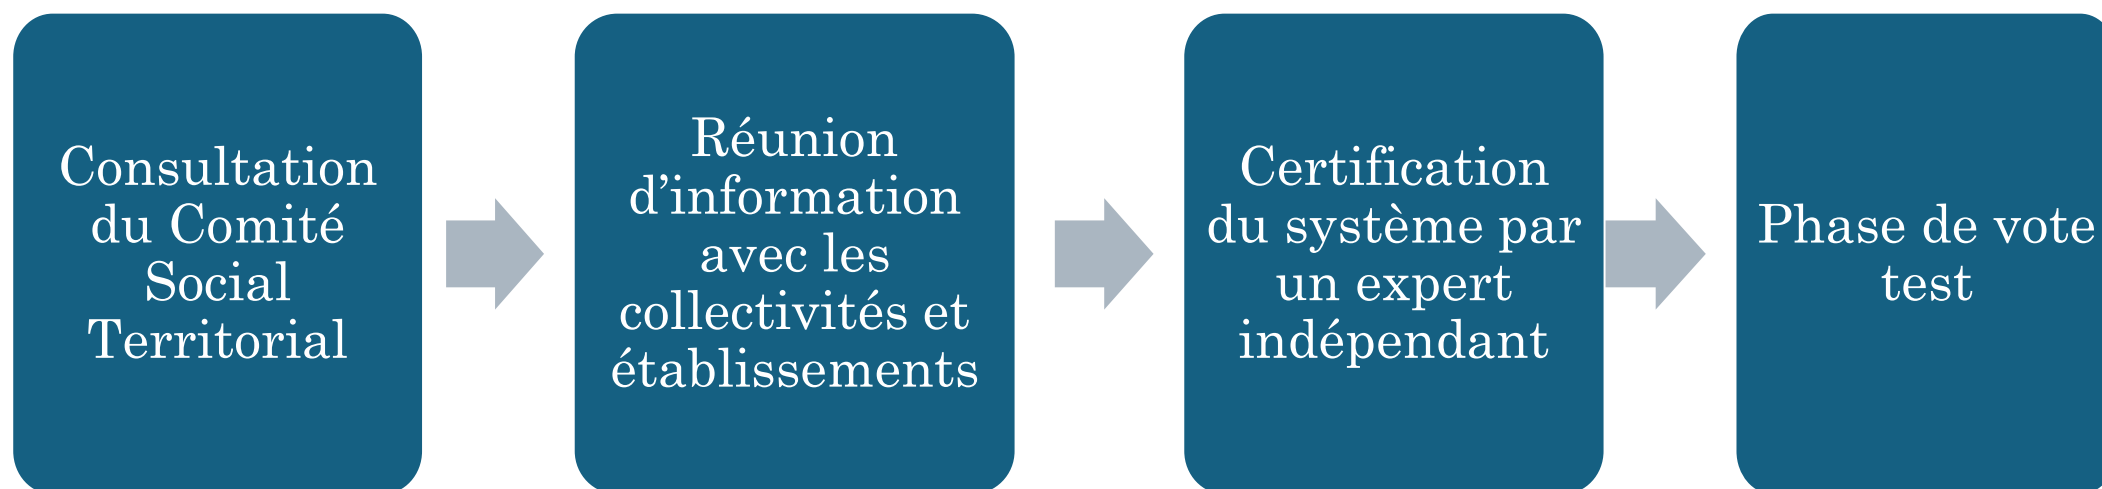 Consultation
du Comité
Social
Territorial
Réunion
d’information
avec les
collectivités et
établissements
Certification
du système par
un expert
indépendant
Phase de vote
test